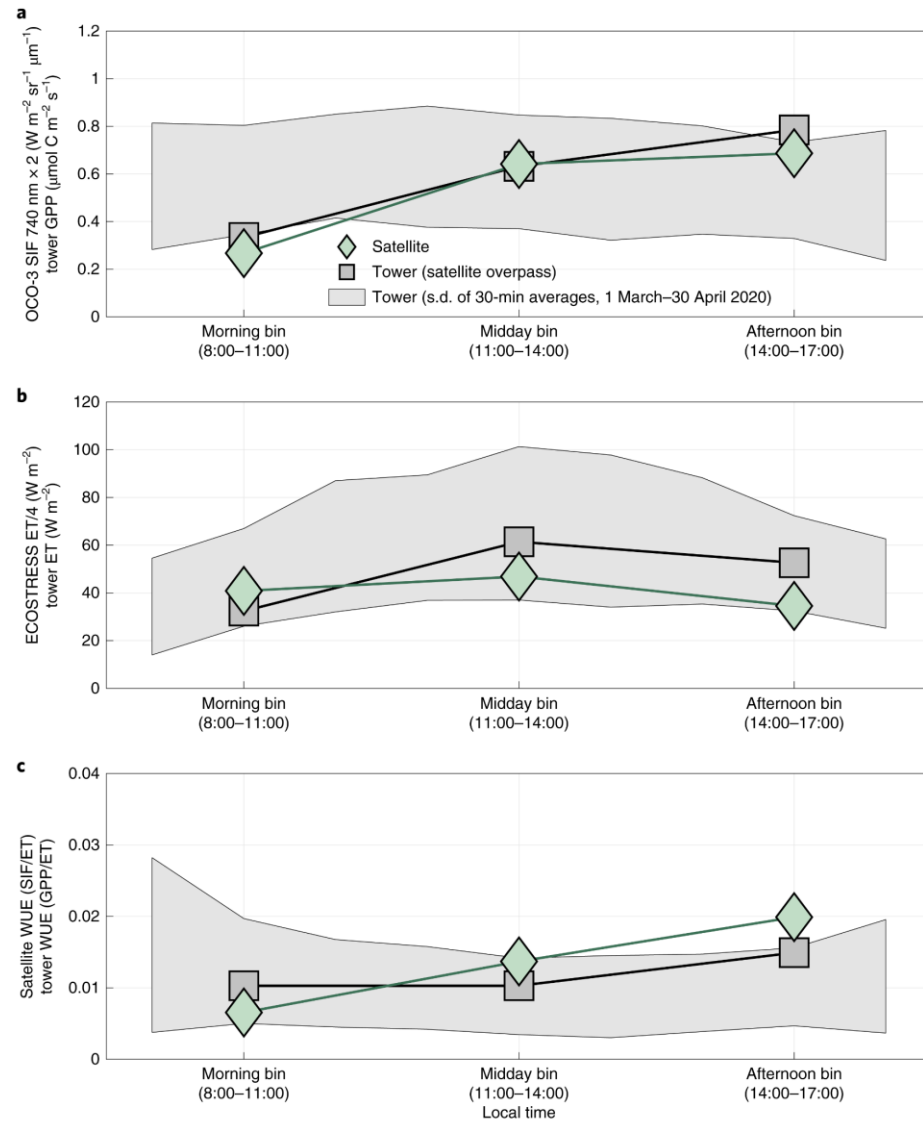 a
OCO-3 SIF 740 nm × 2 (W m⁻² sr⁻¹ μm⁻¹)
tower GPP (μmol C m⁻² s⁻¹)
1.2
1
0.8
0.6
0.4
0.2
0
Satellite
Tower (satellite overpass)
Tower (s.d. of 30-min averages, 1 March–30 April 2020)
Morning bin
(8:00–11:00)
Midday bin
(11:00–14:00)
Afternoon bin
(14:00–17:00)
b
ECOSTRESS ET/4 (W m⁻²)
tower ET (W m⁻²)
120
100
80
60
40
20
0
Morning bin
(8:00–11:00)
Midday bin
(11:00–14:00)
Afternoon bin
(14:00–17:00)
c
Satellite WUE (SIF/ET)
tower WUE (GPP/ET)
0.04
0.03
0.02
0.01
0
Morning bin
(8:00–11:00)
Midday bin
(11:00–14:00)
Afternoon bin
(14:00–17:00)
Local time